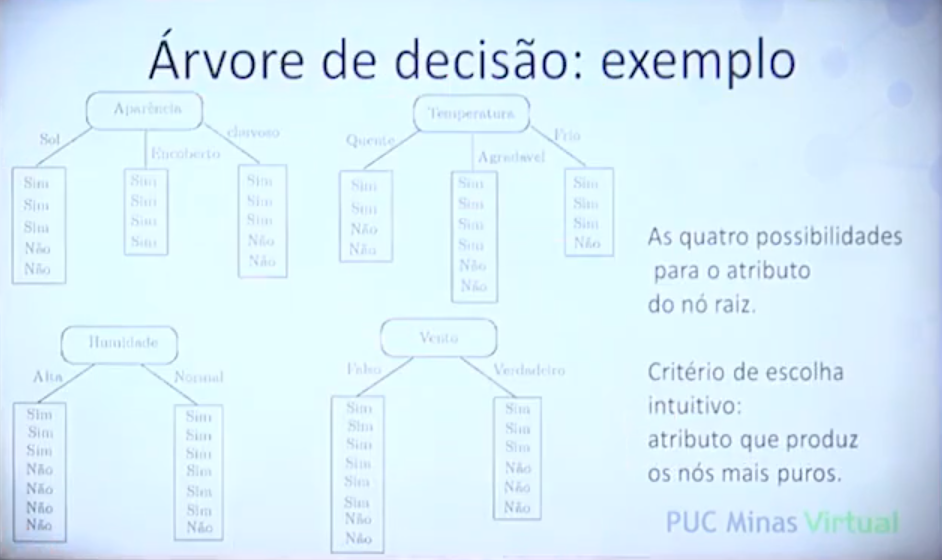 Árvore de decisão: exemplo
Aparência
Sol
Encoberto
chuvoso
Sim
Sim
Sim
Não
Não
Sim
Sim
Sim
Sim
Sim
Sim
Sim
Não
Não
Temperatura
Quente
Agradavel
Frio
Sim
Sim
Não
Não
Sim
Sim
Sim
Sim
Não
Não
Sim
Sim
Sim
Não
As quatro possibilidades
para o atributo
do nó raiz.
Humidade
Alta
Normal
Sim
Sim
Sim
Não
Não
Não
Não
Sim
Sim
Sim
Sim
Sim
Sim
Não
Vento
Falso
Verdadeiro
Sim
Sim
Sim
Sim
Sim
Sim
Não
Não
Sim
Sim
Sim
Não
Não
Não
Critério de escolha
intuitivo:
atributo que produz
os nós mais puros.
PUC Minas Virtual